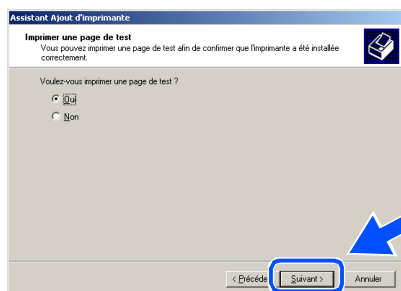 Assistant Ajout d'imprimante
Imprimer une page de test
Vous pouvez imprimer une page de test afin de confirmer que l'imprimante a été installée
correctement.
Voulez-vous imprimer une page de test ?
Oui
Non
< Précéde Suivant > Annuler